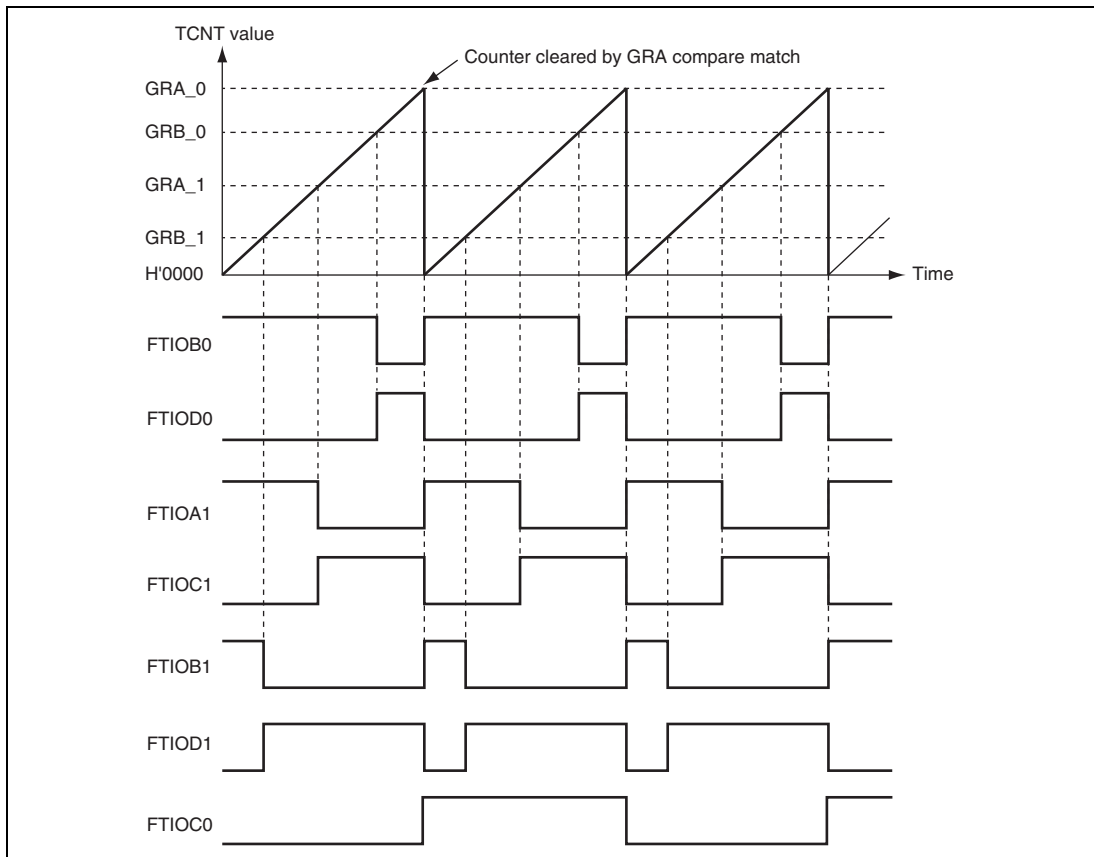 TCNT value
Counter cleared by GRA compare match
GRA_0
GRB_0
GRA_1
GRB_1
H'0000
Time
FTIOB0
FTIOD0
FTIOA1
FTIOC1
FTIOB1
FTIOD1
FTIOC0